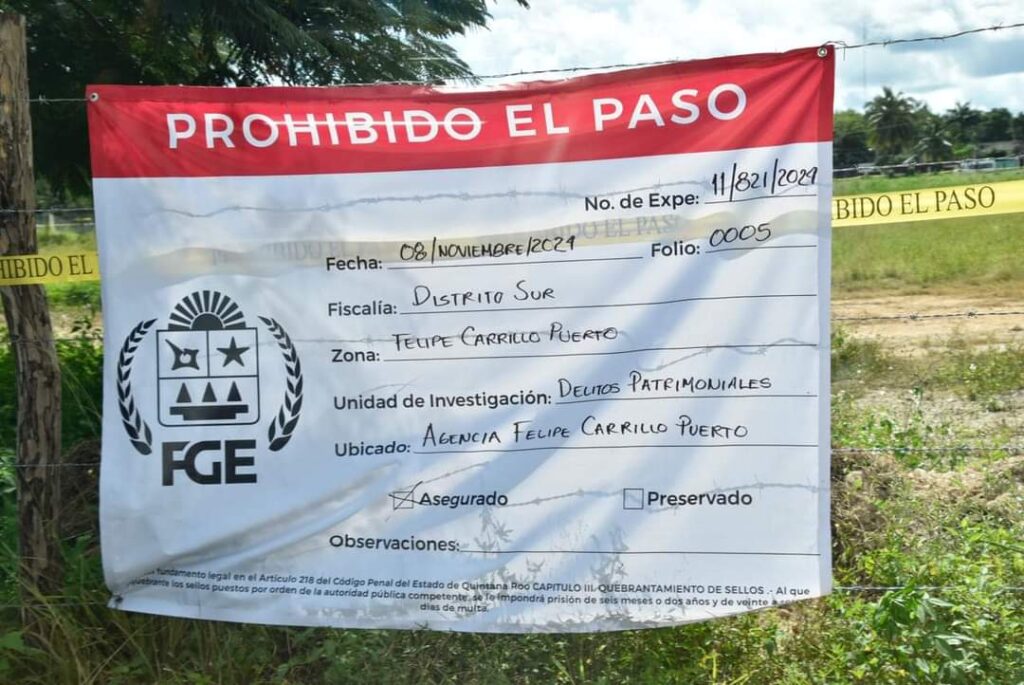 PROHIBIDO EL PASO
No. de Expe: 11/821/2021
Fecha: 08/NOVIEMBRE/2021 Folio: 0005
Fiscalía: DISTRITO SUR
Zona: FELIPE CARRILLO PUERTO
Unidad de Investigación: DELITOS PATRIMONIALES
Ubicado: AGENCIA FELIPE CARRILLO PUERTO
FGE
Asegurado Preservado
Observaciones:
fundamento legal en el Artículo 218 del Código Penal del Estado de Quintana Roo CAPITULO III-QUEBRANTAMIENTO DE SELLOS.- Al que
quebrante los sellos puestos por orden de la autoridad pública competente, se le impondrá prisión de seis meses o dos años y de veinte a
días de multa.
HIBIDO EL
IBIDO EL PASO